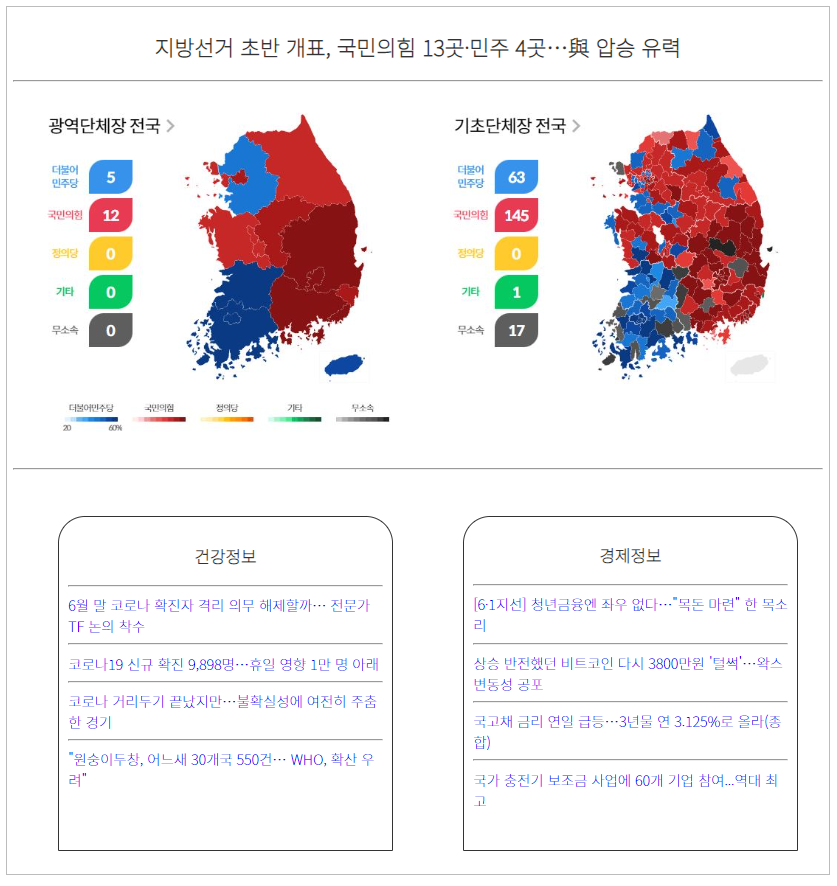 지방선거 초반 개표, 국민의힘 13곳·민주 4곳…與 압승 유력
광역단체장 전국 >
더불어
민주당
5
국민의힘
12
정의당
0
기타
0
무소속
0
기초단체장 전국 >
더불어
민주당
63
국민의힘
145
정의당
0
기타
1
무소속
17
더불어민주당 국민의힘 정의당 기타 무소속
20 60%
건강정보
6월 말 코로나 확진자 격리 의무 해제할까… 전문가
TF 논의 착수
코로나19 신규 확진 9,898명…휴일 영향 1만 명 아래
코로나 거리두기 끝났지만…불확실성에 여전히 주춤
한 경기
"원숭이두창, 어느새 30개국 550건… WHO, 확산 우
려"
경제정보
[6·1지선] 청년금융엔 좌우 없다…"목돈 마련" 한 목소
리
상승 반전했던 비트코인 다시 3800만원 '털썩'…왁스
변동성 공포
국고채 금리 연일 급등…3년물 연 3.125%로 올라(종
합)
국가 충전기 보조금 사업에 60개 기업 참여...역대 최
고